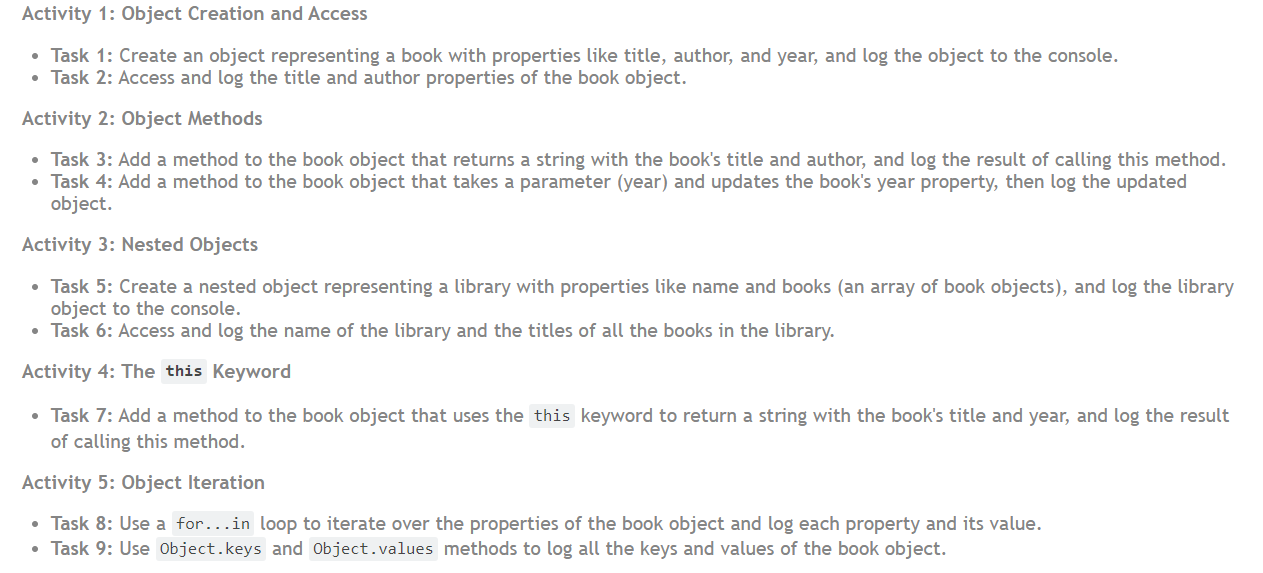 Activity 1: Object Creation and Access
• Task 1: Create an object representing a book with properties like title, author, and year, and log the object to the console.
• Task 2: Access and log the title and author properties of the book object.
Activity 2: Object Methods
• Task 3: Add a method to the book object that returns a string with the book's title and author, and log the result of calling this method.
• Task 4: Add a method to the book object that takes a parameter (year) and updates the book's year property, then log the updated
object.
Activity 3: Nested Objects
• Task 5: Create a nested object representing a library with properties like name and books (an array of book objects), and log the library
object to the console.
• Task 6: Access and log the name of the library and the titles of all the books in the library.
Activity 4: The this Keyword
• Task 7: Add a method to the book object that uses the this keyword to return a string with the book's title and year, and log the result
of calling this method.
Activity 5: Object Iteration
• Task 8: Use a for...in loop to iterate over the properties of the book object and log each property and its value.
• Task 9: Use Object.keys and Object.values methods to log all the keys and values of the book object.